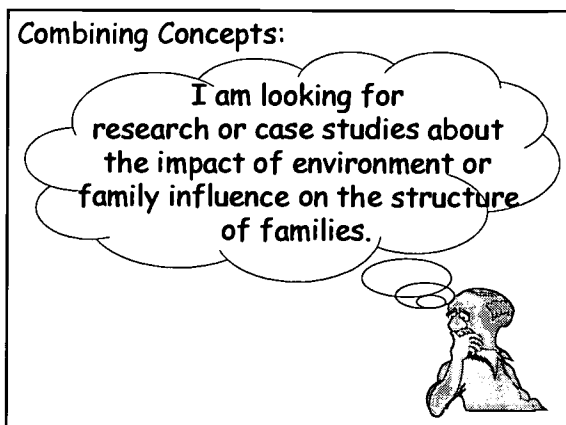 Combining Concepts:
I am looking for
research or case studies about
the impact of environment or
family influence on the structure
of families.